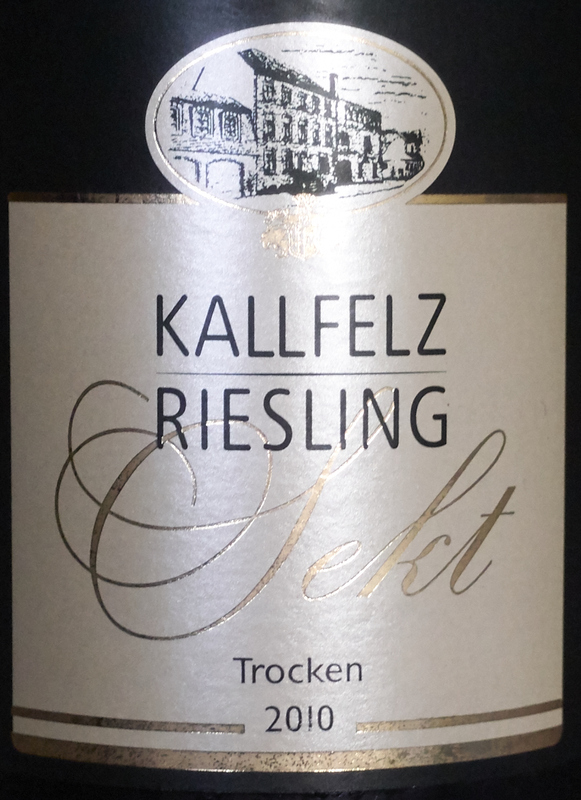 KALLFELZ
RIESLING
Sekt
Trocken
2010